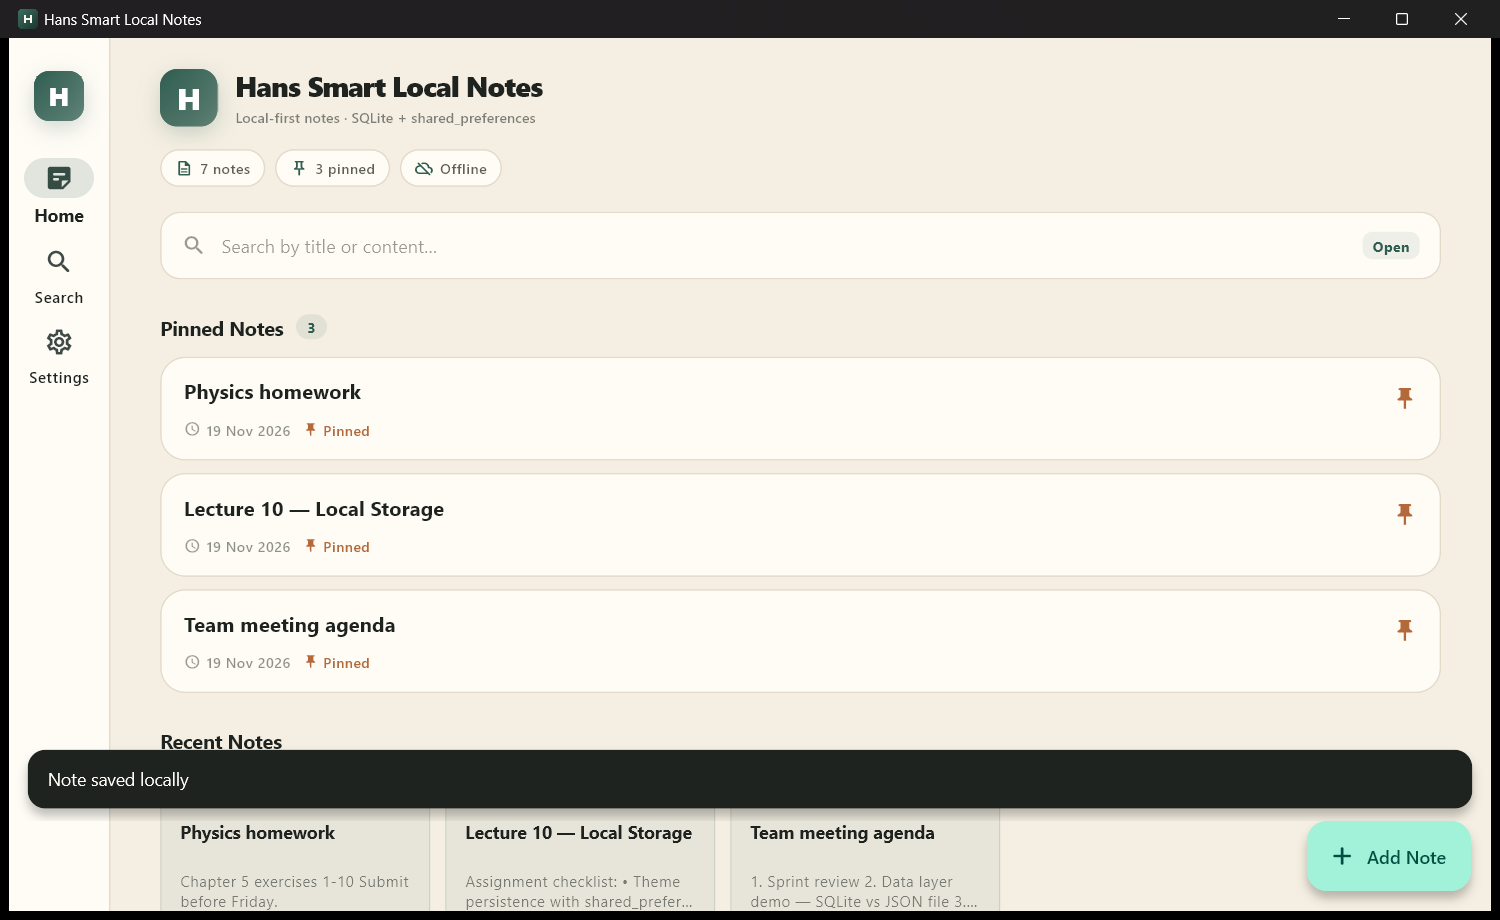 H Hans Smart Local Notes
H
Home
Search
Settings
H
Hans Smart Local Notes
Local-first notes · SQLite + shared_preferences
7 notes
3 pinned
Offline
Search by title or content...
Open
Pinned Notes 3
Physics homework
19 Nov 2026 Pinned
Lecture 10 — Local Storage
19 Nov 2026 Pinned
Team meeting agenda
19 Nov 2026 Pinned
Recent Notes
Note saved locally
Physics homework
Chapter 5 exercises 1-10 Submit
before Friday.
Lecture 10 — Local Storage
Assignment checklist: • Theme
persistence with shared_prefer...
Team meeting agenda
1. Sprint review 2. Data layer
demo — SQLite vs JSON file 3....
+ Add Note